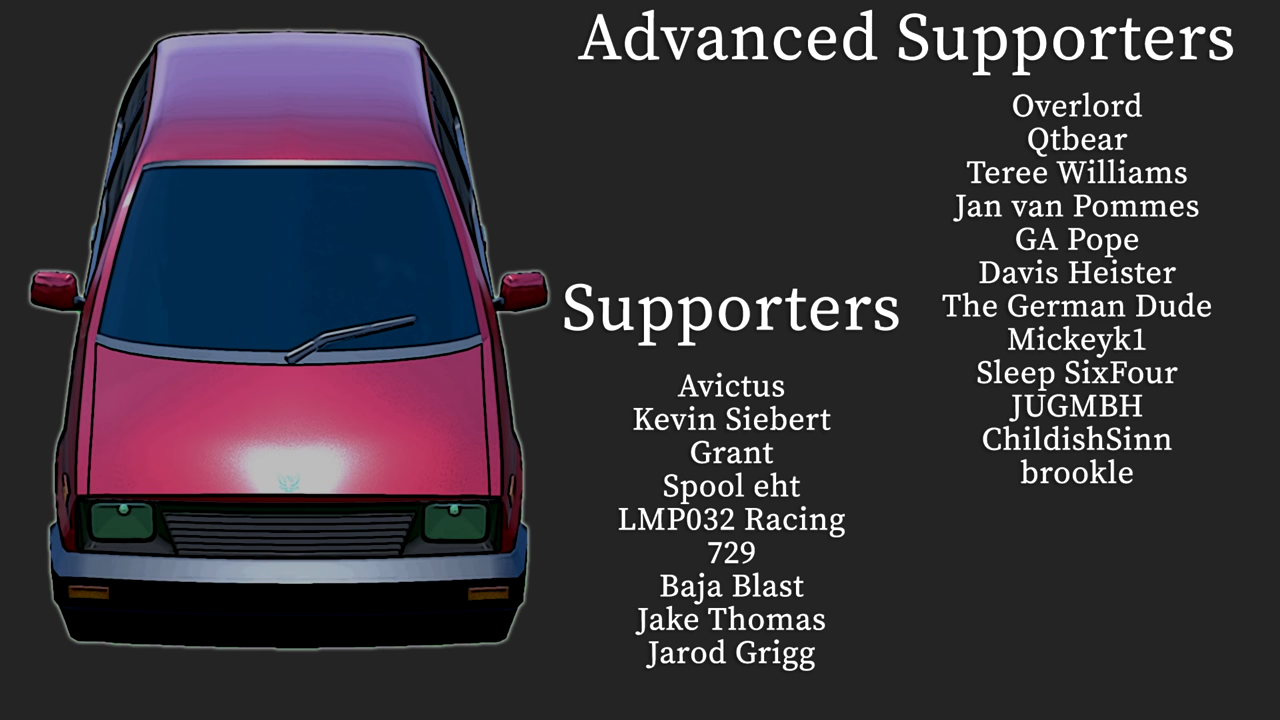 Advanced Supporters
Overlord
Qtbear
Teree Williams
Jan van Pommes
GA Pope
Davis Heister
The German Dude
Mickeyk1
Sleep SixFour
JUGMBH
ChildishSinn
brookle
Supporters
Avictus
Kevin Siebert
Grant
Spool eht
LMP032 Racing
729
Baja Blast
Jake Thomas
Jarod Grigg